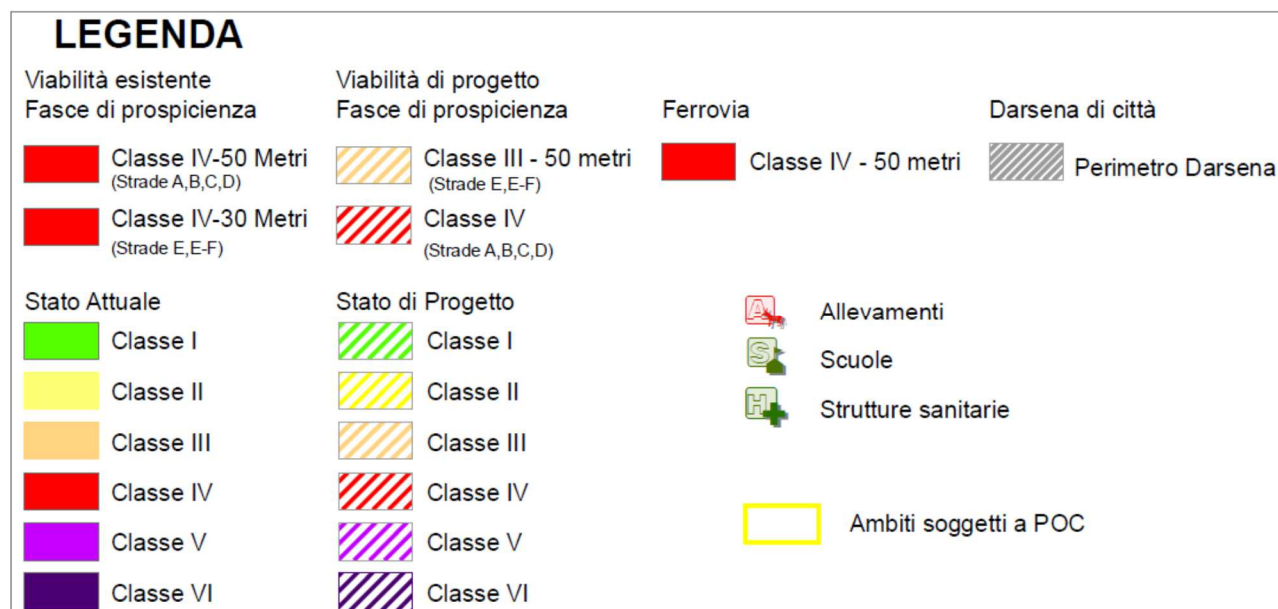 LEGENDA
Viabilità esistente
Fasce di prospicienza
Classe IV-50 Metri
(Strade A,B,C,D)
Classe IV-30 Metri
(Strade E,E-F)
Viabilità di progetto
Fasce di prospicienza
Classe III - 50 metri
(Strade E,E-F)
Classe IV
(Strade A,B,C,D)
Ferrovia
Classe IV - 50 metri
Darsena di città
Perimetro Darsena
Stato Attuale
Classe I
Classe II
Classe III
Classe IV
Classe V
Classe VI
Stato di Progetto
Classe I
Classe II
Classe III
Classe IV
Classe V
Classe VI
A Allevamenti
S Scuole
H Strutture sanitarie
Ambiti soggetti a POC